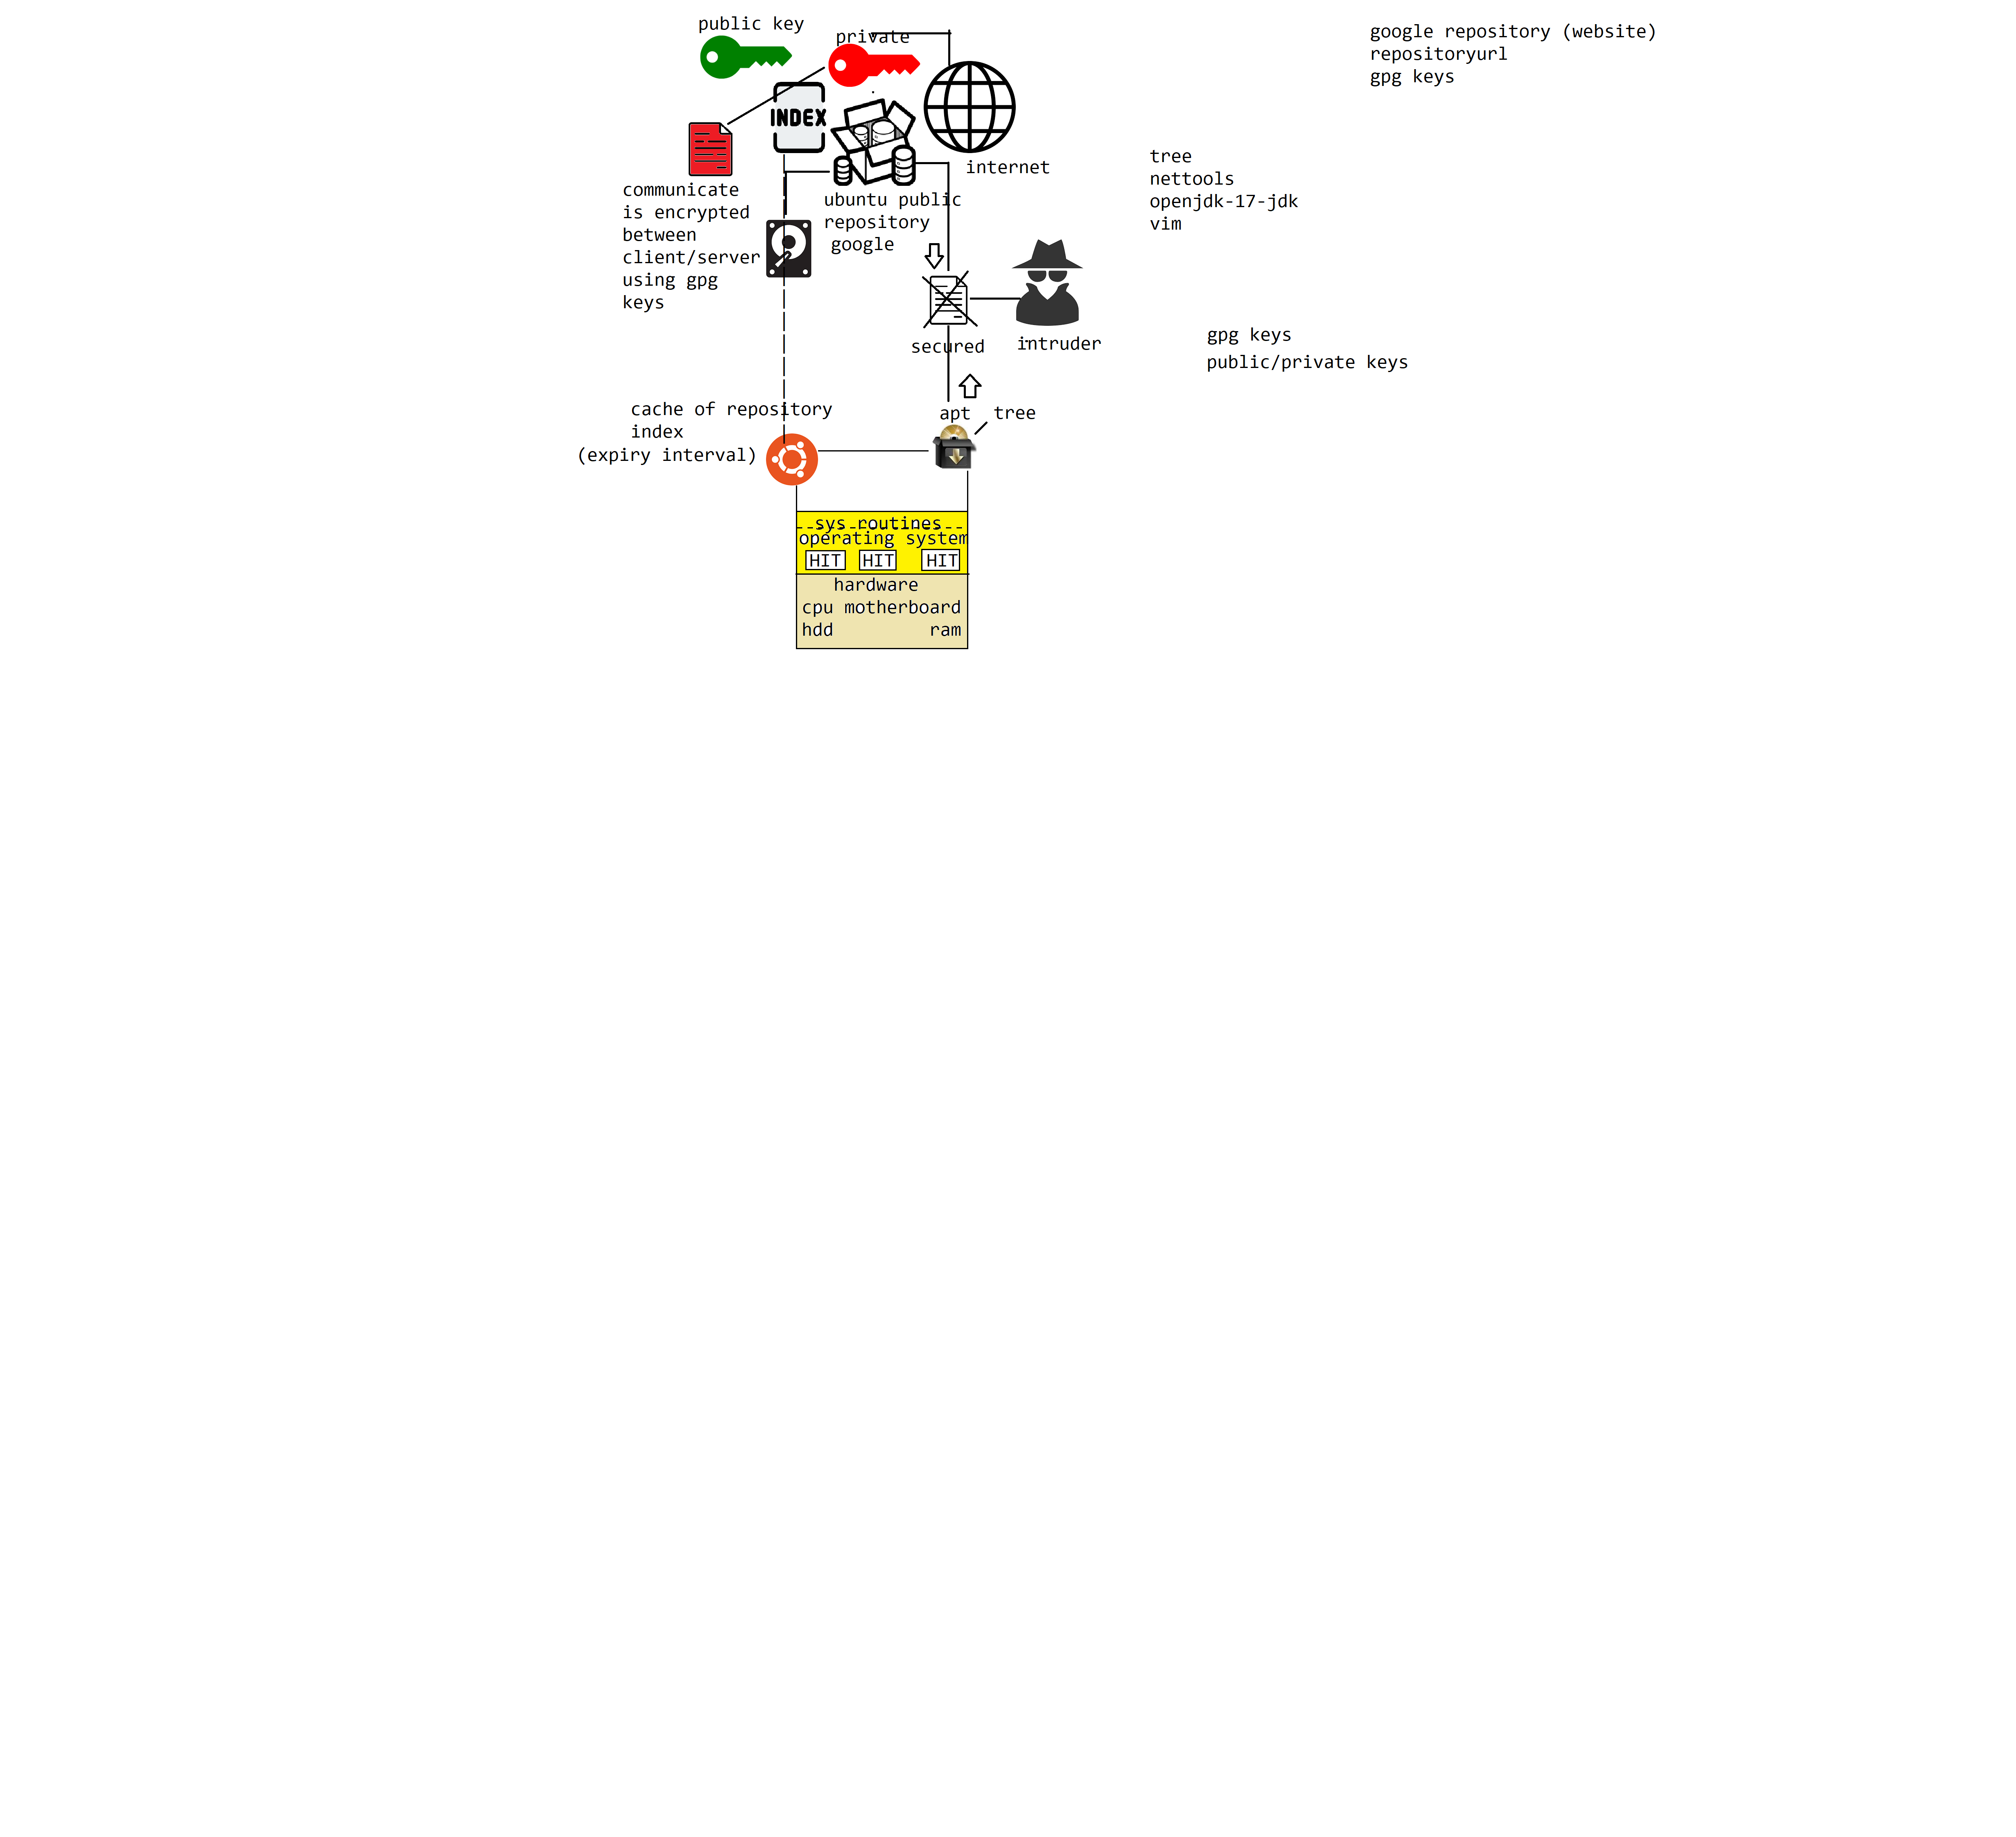 public key
private
google repository (website)
repositoryurl
gpg keys
INDEX
internet
tree
nettools
openjdk-17-jdk
vim
communicate
is encrypted
between
client/server
using gpg
keys
ubuntu public
repository
google
secured
intruder
gpg keys
public/private keys
cache of repository
index
(expiry interval)
apt
tree
sys routines
operating system
HIT HIT HIT
hardware
cpu motherboard
hdd ram